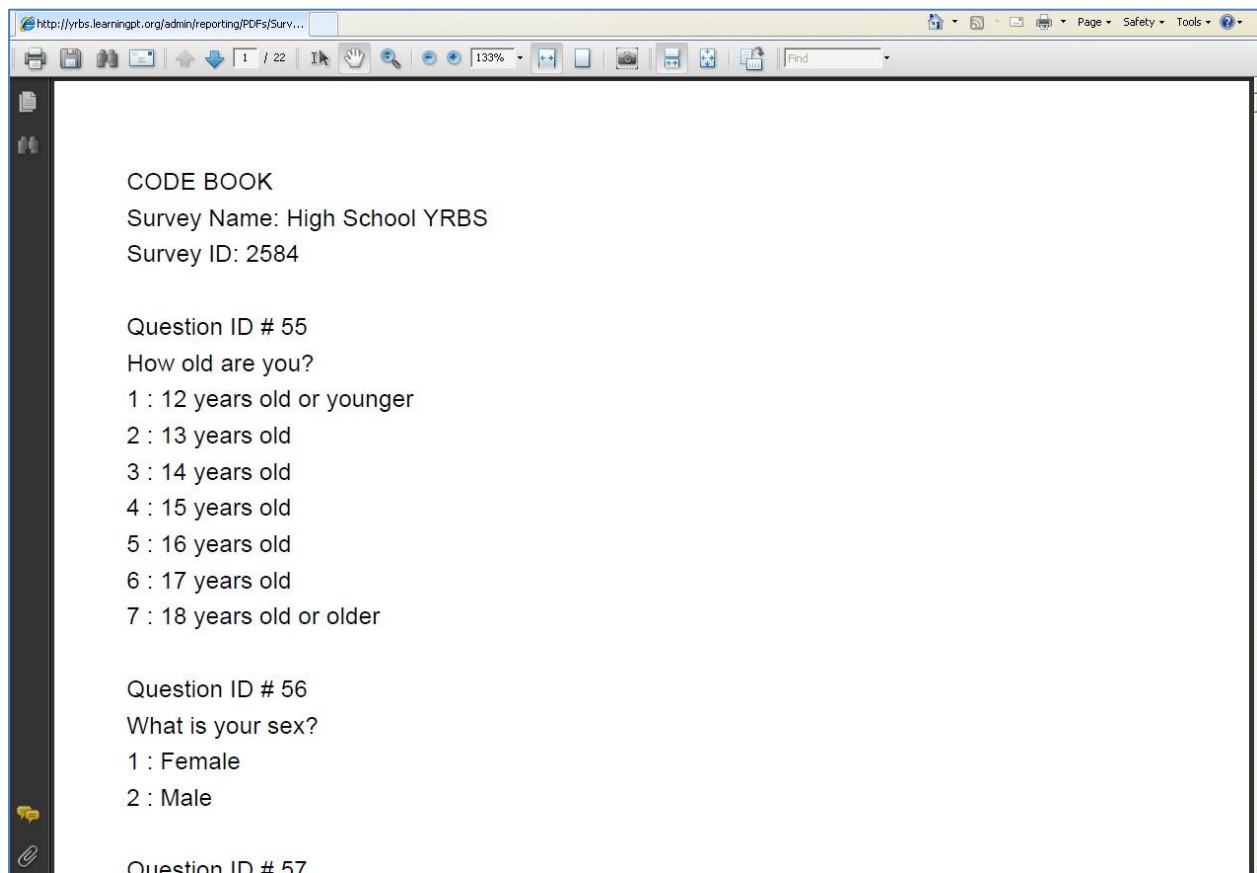 http://yrbs.learningpt.org/admin/reporting/PDFs/Surv...
Page Safety Tools
1 / 22 133% Find
CODE BOOK
Survey Name: High School YRBS
Survey ID: 2584
Question ID # 55
How old are you?
1 : 12 years old or younger
2 : 13 years old
3 : 14 years old
4 : 15 years old
5 : 16 years old
6 : 17 years old
7 : 18 years old or older
Question ID # 56
What is your sex?
1 : Female
2 : Male
Question ID # 57